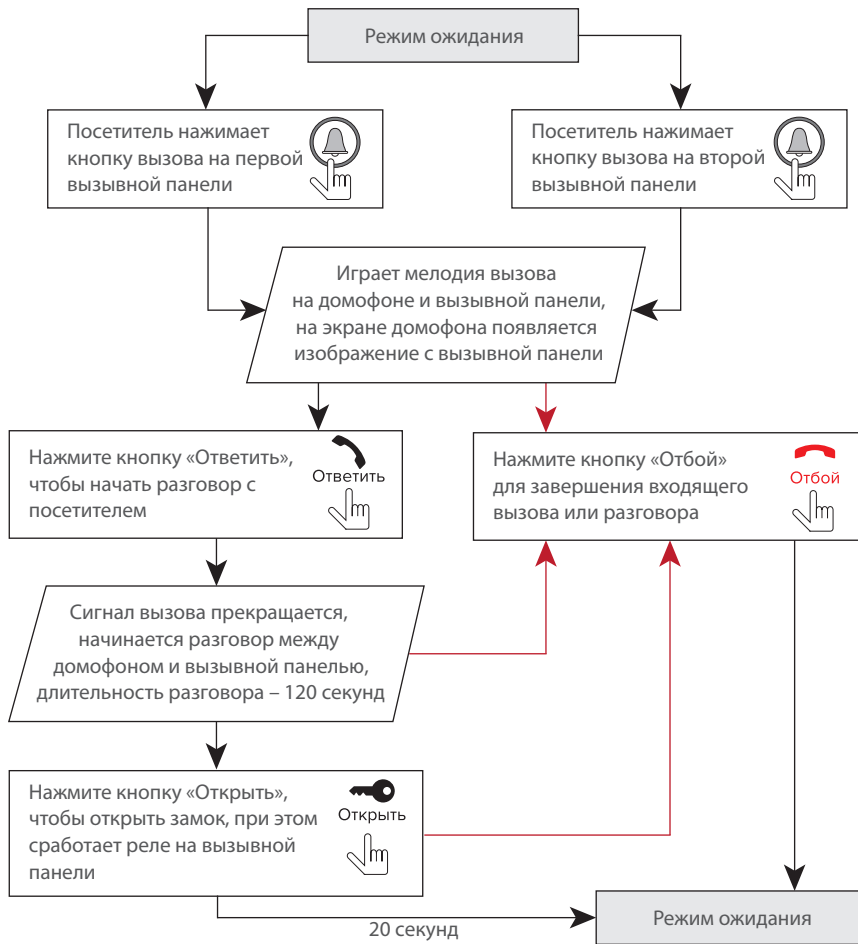 Режим ожидания
Посетитель нажимает
кнопку вызова на первой
вызывной панели
Посетитель нажимает
кнопку вызова на второй
вызывной панели
Играет мелодия вызова
на домофоне и вызывной панели,
на экране домофона появляется
изображение с вызывной панели
Нажмите кнопку «Ответить»,
чтобы начать разговор с
посетителем
Ответить
Нажмите кнопку «Отбой»
для завершения входящего
вызова или разговора
Отбой
Сигнал вызова прекращается,
начинается разговор между
домофоном и вызывной панелью,
длительность разговора – 120 секунд
Нажмите кнопку «Открыть»,
чтобы открыть замок, при этом
сработает реле на вызывной
панели
Открыть
20 секунд
Режим ожидания